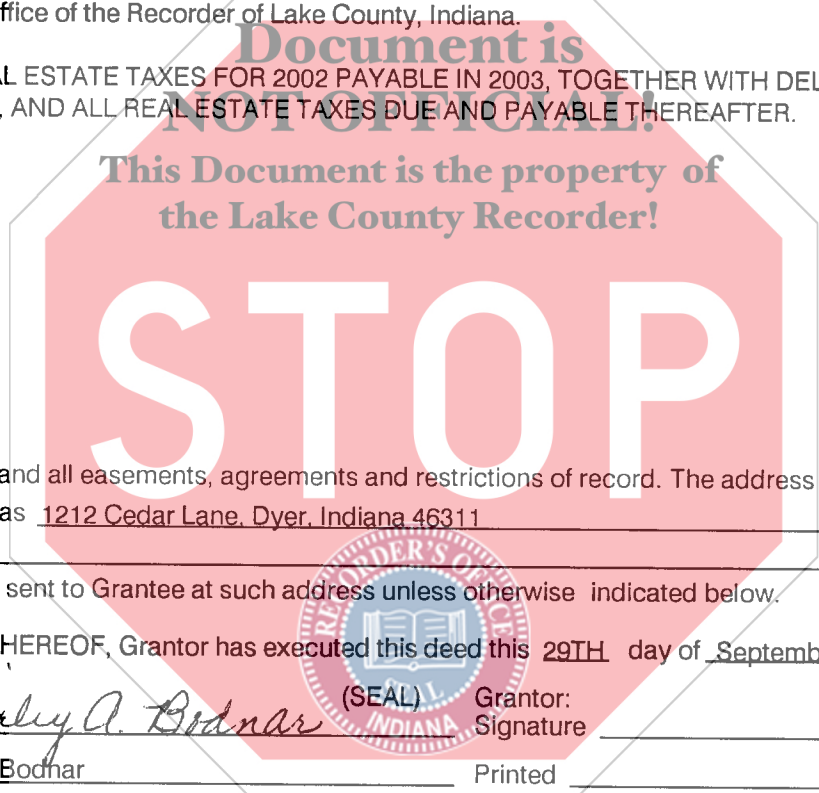 ffice of the Recorder of Lake County, Indiana.
Document is
L ESTATE TAXES FOR 2002 PAYABLE IN 2003, TOGETHER WITH DEL
, AND ALL REAL ESTATE TAXES DUE AND PAYABLE THEREAFTER.
NOT OFFICIAL!
This Document is the property of
the Lake County Recorder!
STOP
and all easements, agreements and restrictions of record. The address
as 1212 Cedar Lane, Dyer, Indiana 46311
RECORDER'S OFFICE
sent to Grantee at such address unless otherwise indicated below.
HEREOF, Grantor has executed this deed this 29TH day of Septemb
SEAL
INDIANA
(SEAL) Grantor:
ley A. Bodnar Signature
Bodnar Printed